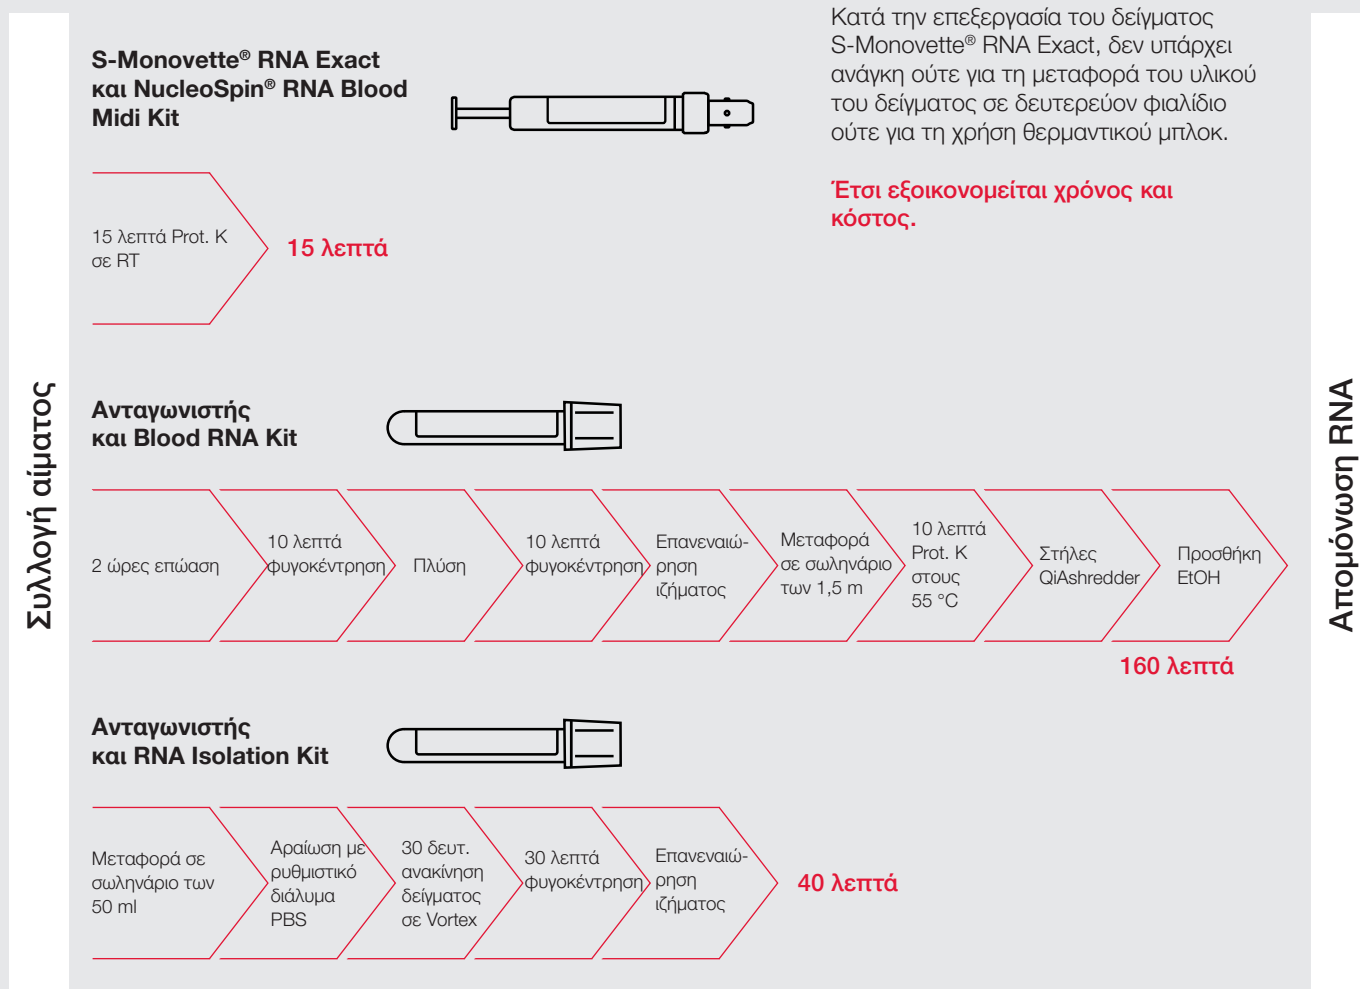 Συλλογή αίματος
S-Monovette® RNA Exact
και NucleoSpin® RNA Blood
Midi Kit
Κατά την επεξεργασία του δείγματος
S-Monovette® RNA Exact, δεν υπάρχει
ανάγκη ούτε για τη μεταφορά του υλικού
του δείγματος σε δευτερεύον φιαλίδιο
ούτε για τη χρήση θερμαντικού μπλοκ.
Έτσι εξοικονομείται χρόνος και
κόστος.
15 λεπτά Prot. K
σε RT
15 λεπτά
Ανταγωνιστής
και Blood RNA Kit
2 ώρες επώαση
10 λεπτά
φυγοκέντρηση
Πλύση
10 λεπτά
φυγοκέντρηση
Επανεναιώ-
ρηση
ιζήματος
Μεταφορά
σε σωληνάριο
των 1,5 m
10 λεπτά
Prot. K
στους
55 °C
Στήλες
QiAshredder
Προσθήκη
EtOH
160 λεπτά
Ανταγωνιστής
και RNA Isolation Kit
Μεταφορά σε
σωληνάριο των
50 ml
Αραίωση με
ρυθμιστικό
διάλυμα
PBS
30 δευτ.
ανακίνηση
δείγματος
σε Vortex
30 λεπτά
φυγοκέντρηση
Επανεναιώ-
ρηση
ιζήματος
40 λεπτά
Απομόνωση RNA